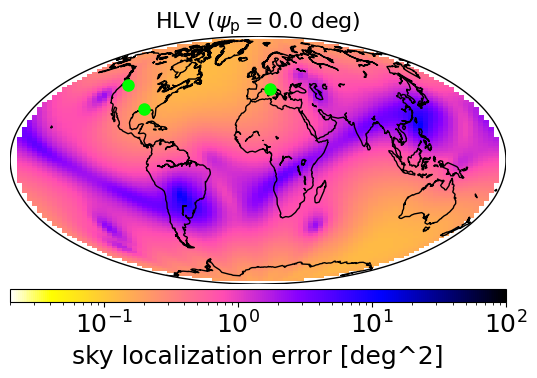 HLV (ψp = 0.0 deg)
10^−1 10^0 10^1 10^2
sky localization error [deg^2]